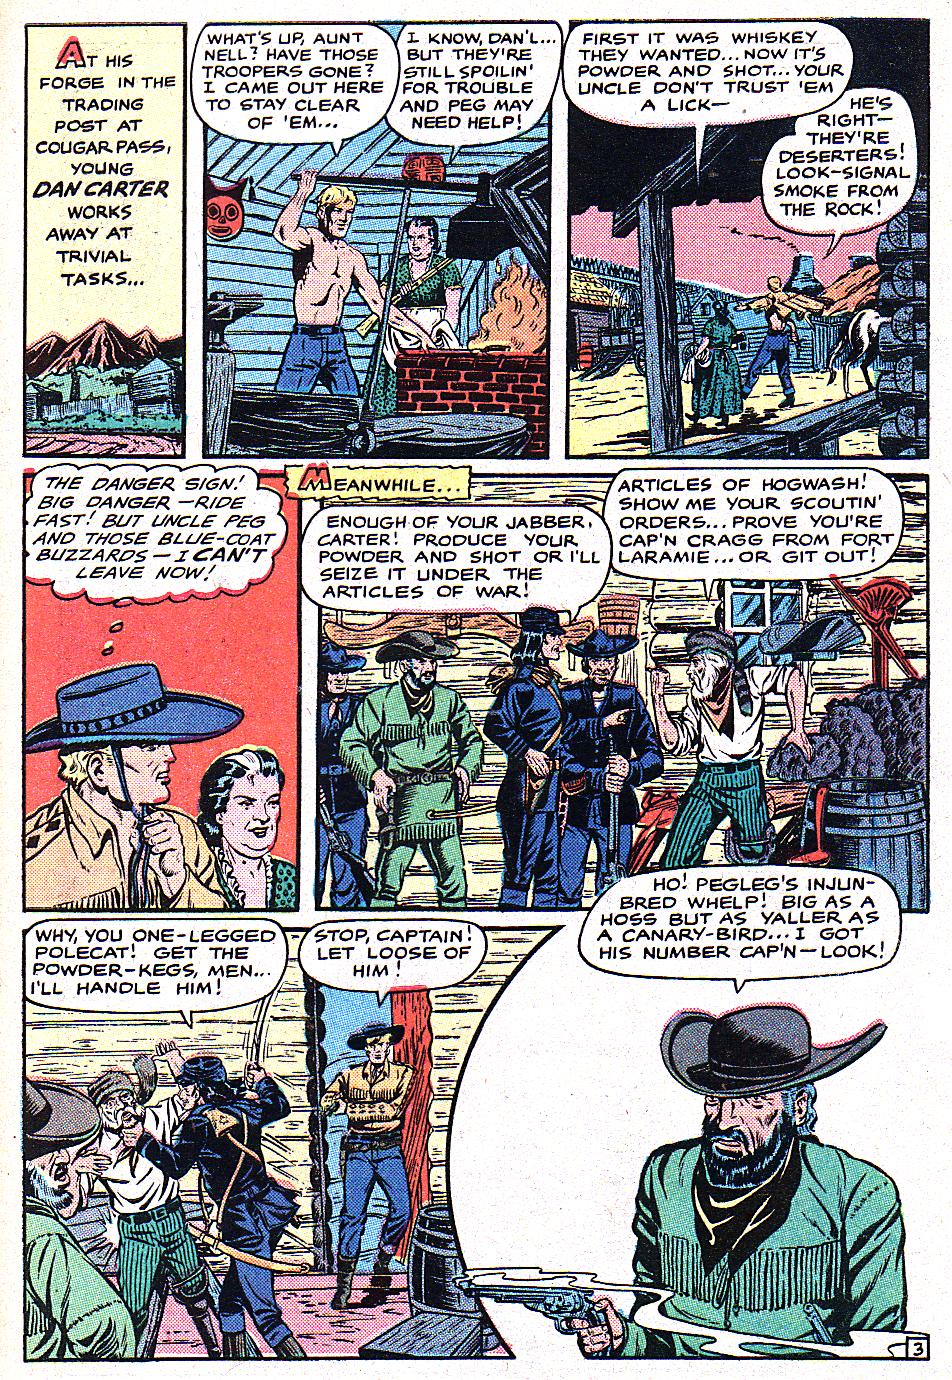 AT HIS
FORGE IN THE
TRADING
POST AT
COUGAR PASS,
YOUNG
DAN CARTER
WORKS
AWAY AT
TRIVIAL
TASKS...
WHAT'S UP, AUNT
NELL? HAVE THOSE
TROOPERS GONE?
I CAME OUT HERE
TO STAY CLEAR
OF 'EM...
I KNOW, DAN'L...
BUT THEY'RE
STILL SPOILIN'
FOR TROUBLE
AND PEG MAY
NEED HELP!
FIRST IT WAS WHISKEY
THEY WANTED... NOW IT'S
POWDER AND SHOT... YOUR
UNCLE DON'T TRUST 'EM
A LICK—
HE'S
RIGHT—
THEY'RE
DESERTERS!
LOOK-SIGNAL
SMOKE FROM
THE ROCK!
THE DANGER SIGN!
BIG DANGER—RIDE
FAST! BUT UNCLE PEG
AND THOSE BLUE-COAT
BUZZARDS—I CAN'T
LEAVE NOW!
MEANWHILE...
ENOUGH OF YOUR JABBER,
CARTER! PRODUCE YOUR
POWDER AND SHOT OR I'LL
SEIZE IT UNDER THE
ARTICLES OF WAR!
ARTICLES OF HOGWASH!
SHOW ME YOUR SCOUTIN'
ORDERS... PROVE YOU'RE
CAP'N CRAGG FROM FORT
LARAMIE... OR GIT OUT!
WHY, YOU ONE-LEGGED
POLECAT! GET THE
POWDER-KEGS, MEN...
I'LL HANDLE HIM!
STOP, CAPTAIN!
LET LOOSE OF
HIM!
HO! PEGLEG'S INJUN-
BRED WHELP! BIG AS A
HOSS BUT AS YALLER AS
A CANARY-BIRD... I GOT
HIS NUMBER CAP'N—LOOK!
3